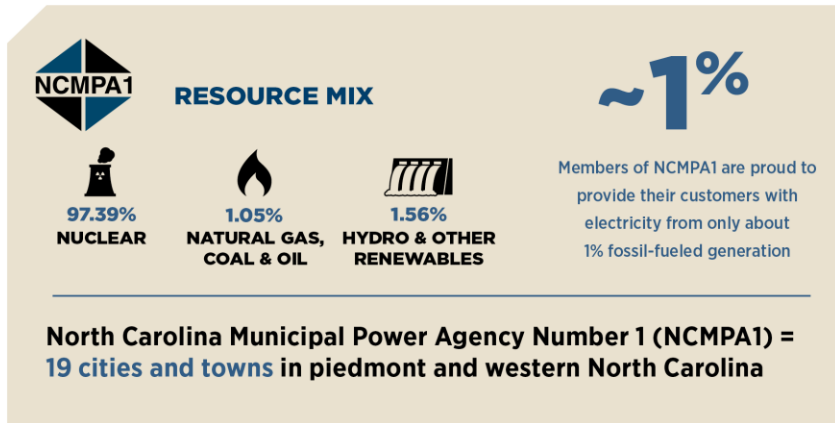 NCMPA1
RESOURCE MIX
97.39%
NUCLEAR
1.05%
NATURAL GAS,
COAL & OIL
1.56%
HYDRO & OTHER
RENEWABLES
~1%
Members of NCMPA1 are proud to
provide their customers with
electricity from only about
1% fossil-fueled generation
North Carolina Municipal Power Agency Number 1 (NCMPA1) =
19 cities and towns in piedmont and western North Carolina